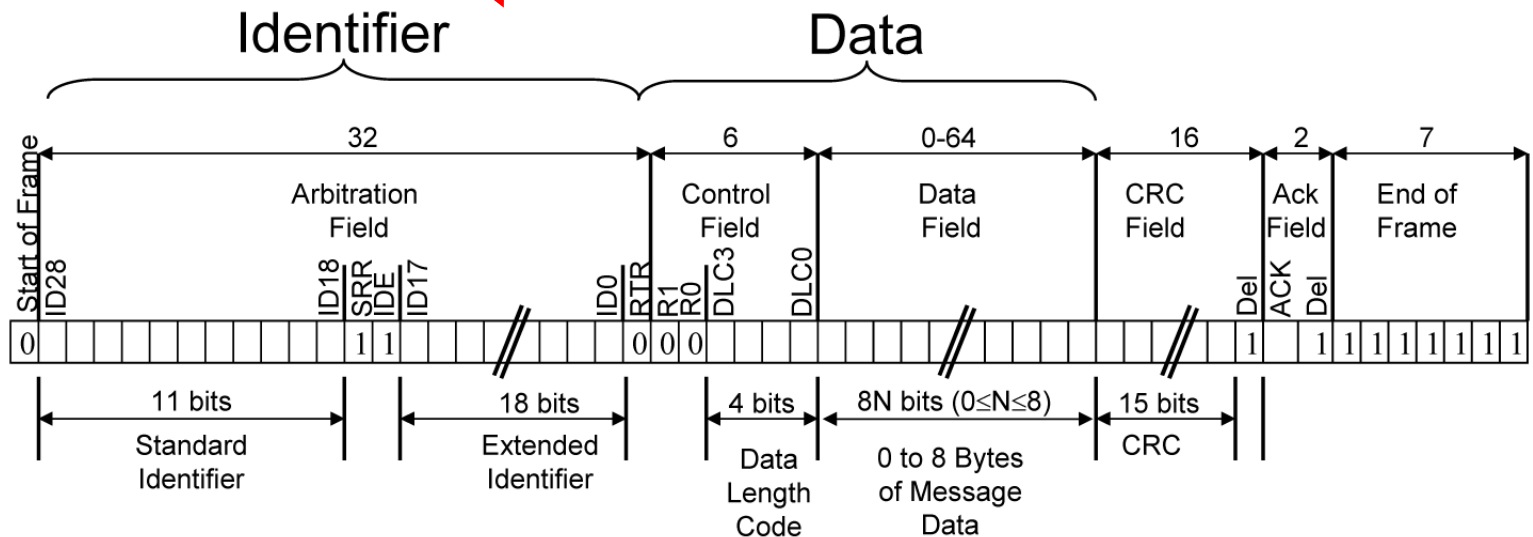 Identifier
Data
32
6
0-64
16
2
7
Start of Frame
Arbitration
Field
Control
Field
Data
Field
CRC
Field
Ack
Field
End of
Frame
ID28
ID18
SRR
IDE
ID17
ID0
RTR
R1
R0
DLC3
DLC0
Del
ACK
Del
0 1 1 0 0 0 1 1 1 1 1 1 1 1 1
11 bits
18 bits
4 bits
8N bits (0≤N≤8)
15 bits
Standard
Identifier
Extended
Identifier
Data
Length
Code
0 to 8 Bytes
of Message
Data
CRC